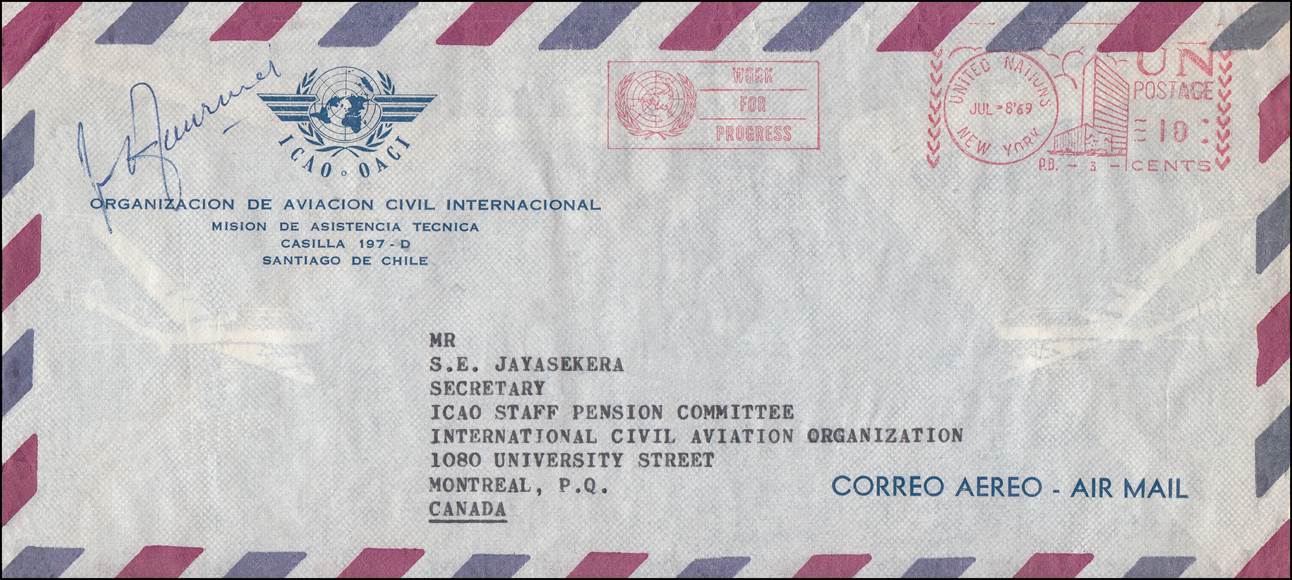 ICAO OACI
ORGANIZACION DE AVIACION CIVIL INTERNACIONAL
MISION DE ASISTENCIA TECNICA
CASILLA 197 - D
SANTIAGO DE CHILE
WORK
FOR
PROGRESS
UNITED NATIONS
JUL -8'69
NEW YORK
UN
POSTAGE
10
CENTS
P.B. - 3 -
MR
S.E. JAYASEKERA
SECRETARY
ICAO STAFF PENSION COMMITTEE
INTERNATIONAL CIVIL AVIATION ORGANIZATION
1080 UNIVERSITY STREET
MONTREAL, P.Q.
CANADA
CORREO AEREO - AIR MAIL